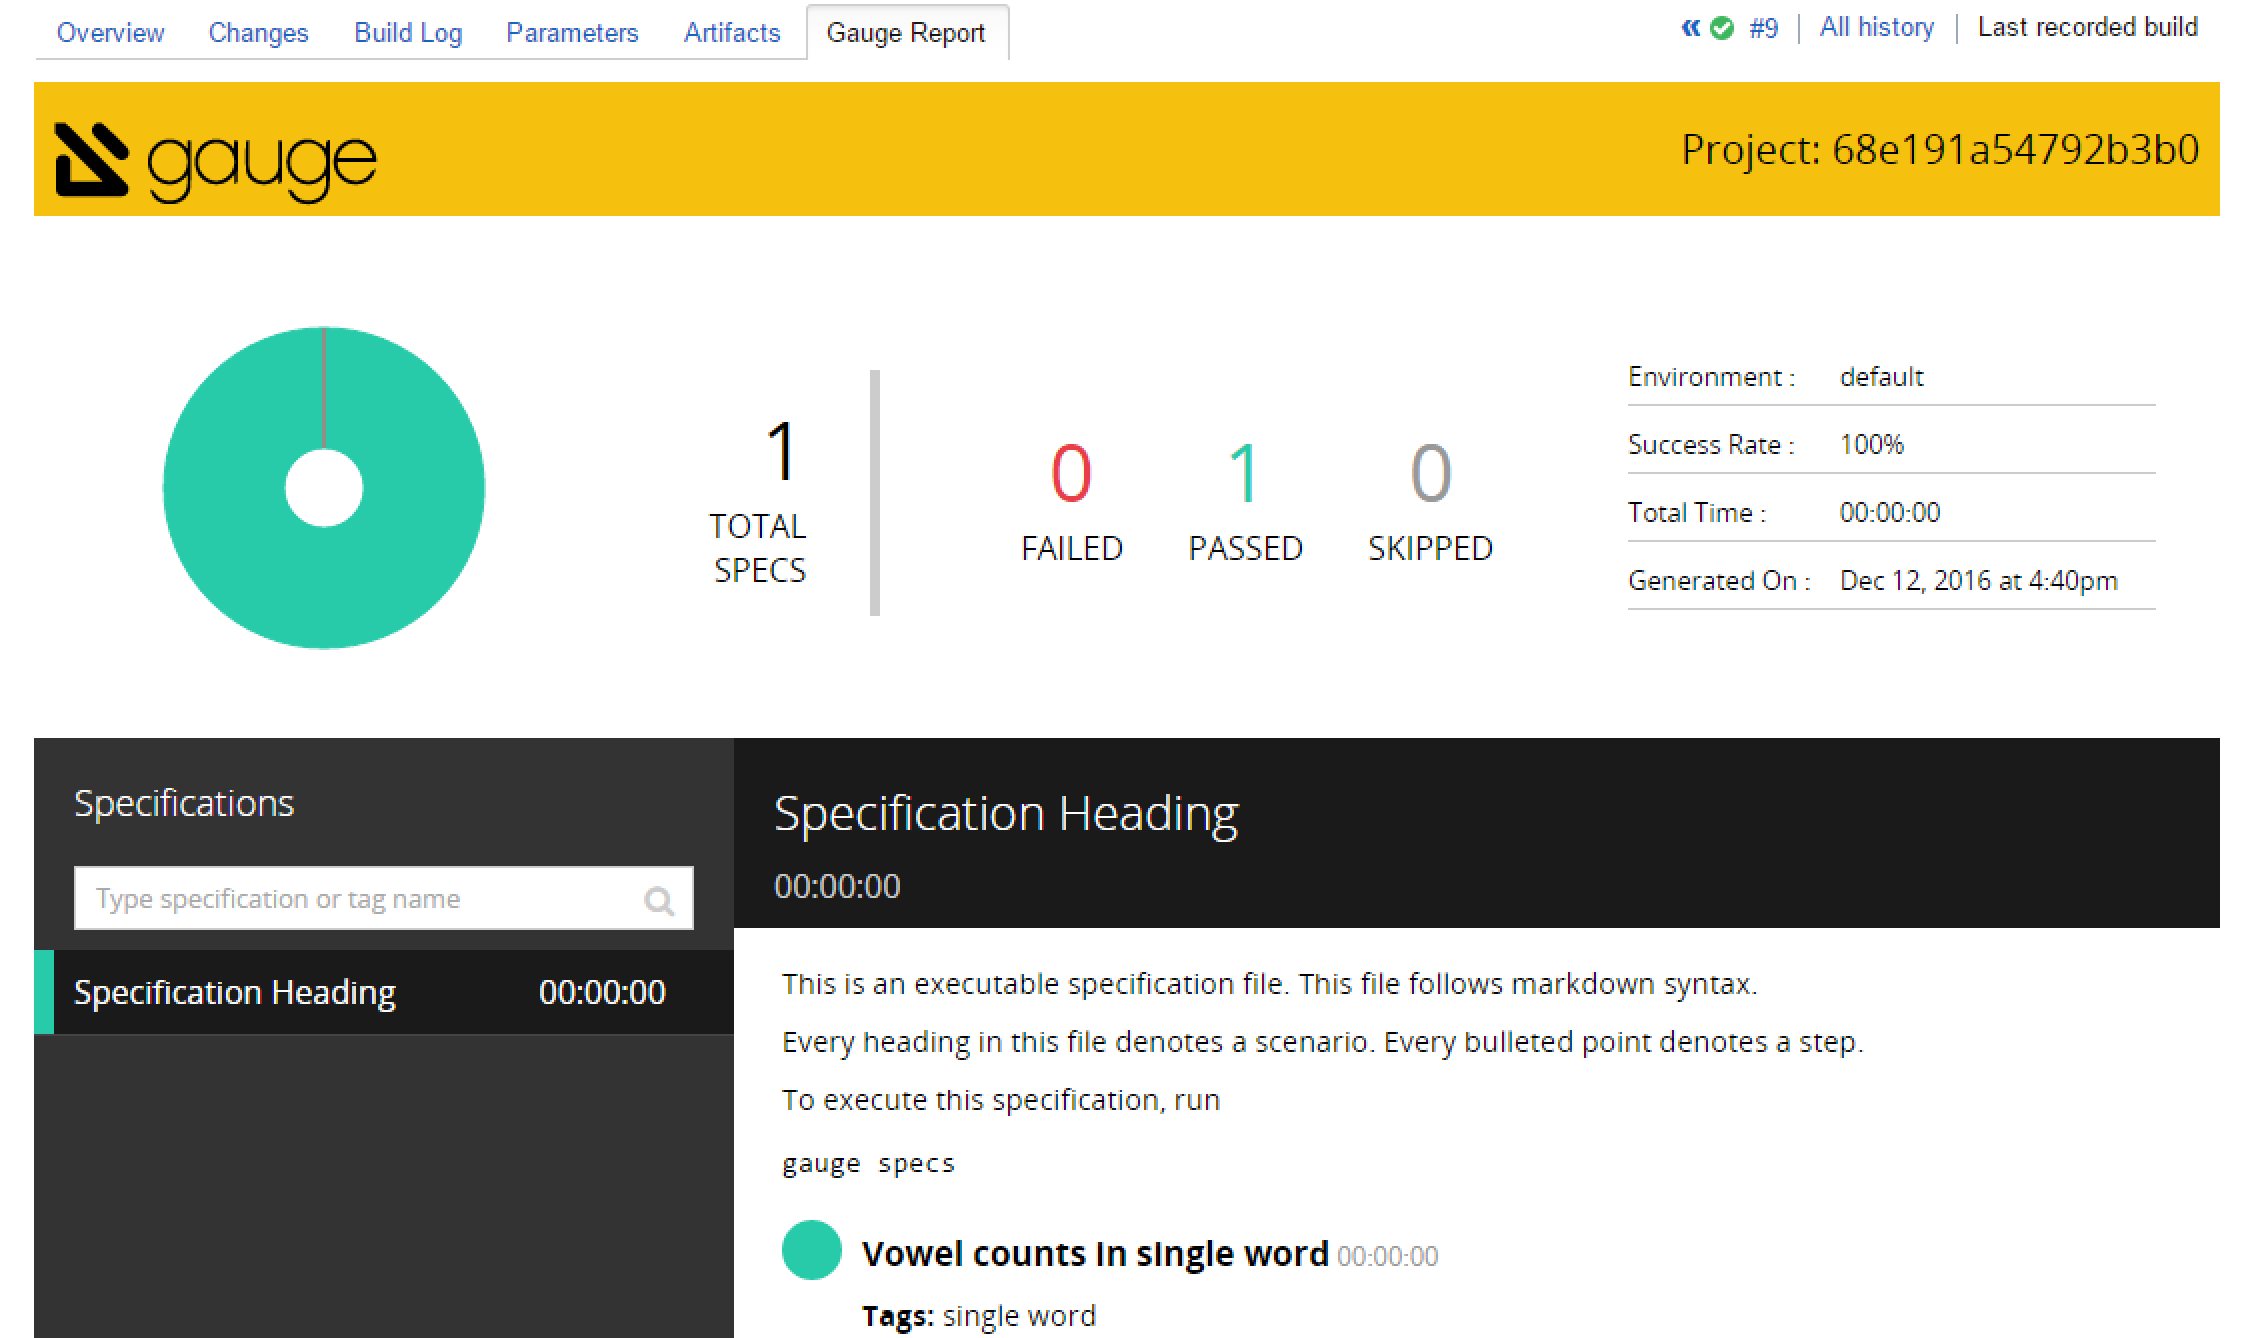 Overview Changes Build Log Parameters Artifacts Gauge Report « #9 | All history | Last recorded build
gauge
Project: 68e191a54792b3b0
1
TOTAL
SPECS
0 1 0
FAILED PASSED SKIPPED
Environment : default
Success Rate : 100%
Total Time : 00:00:00
Generated On : Dec 12, 2016 at 4:40pm
Specifications
Type specification or tag name
Specification Heading 00:00:00
Specification Heading
00:00:00
This is an executable specification file. This file follows markdown syntax.
Every heading in this file denotes a scenario. Every bulleted point denotes a step.
To execute this specification, run
gauge specs
Vowel counts in single word 00:00:00
Tags: single word